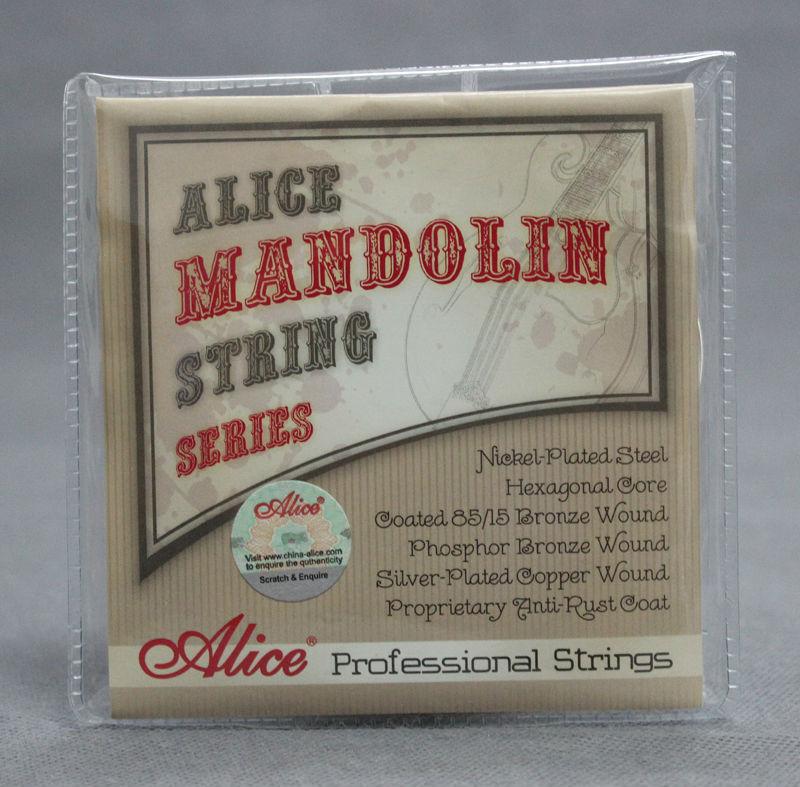 ALICE
MANDOLIN
STRING
SERIES
Nickel-Plated Steel
Hexagonal Core
Coated 85/15 Bronze Wound
Phosphor Bronze Wound
Silver-Plated Copper Wound
Proprietary Anti-Rust Coat
Alice®
Visit www.china-alice.com
to enquire the quthenticity
Scratch & Enquire
Alice® Professional Strings